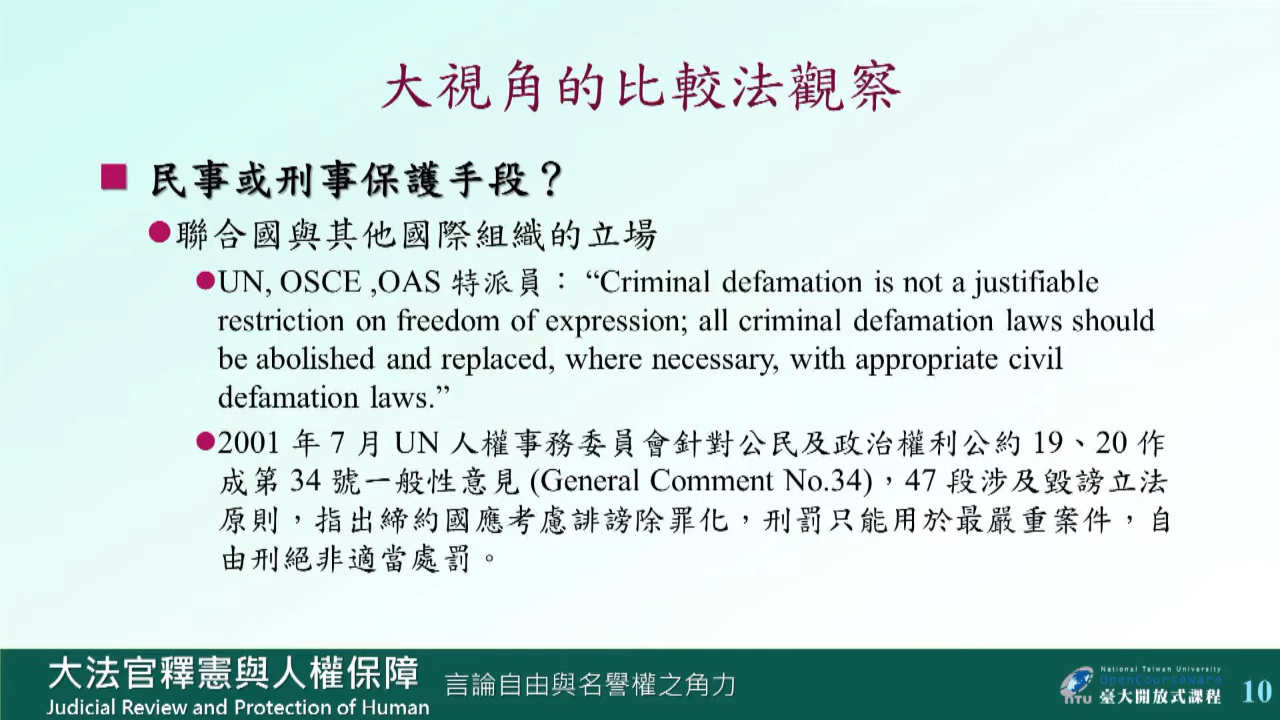 大視角的比較法觀察
民事或刑事保護手段？
聯合國與其他國際組織的立場
UN, OSCE ,OAS 特派員： “Criminal defamation is not a justifiable
restriction on freedom of expression; all criminal defamation laws should
be abolished and replaced, where necessary, with appropriate civil
defamation laws.”
2001 年 7 月 UN 人權事務委員會針對公民及政治權利公約 19、20 作
成第 34 號一般性意見 (General Comment No.34)，47 段涉及毀謗立法
原則，指出締約國應考慮誹謗除罪化，刑罰只能用於最嚴重案件，自
由刑絕非適當處罰。
大法官釋憲與人權保障
Judicial Review and Protection of Human
言論自由與名譽權之角力
National Taiwan University
OpenCourseWare
NTU 臺大開放式課程
10